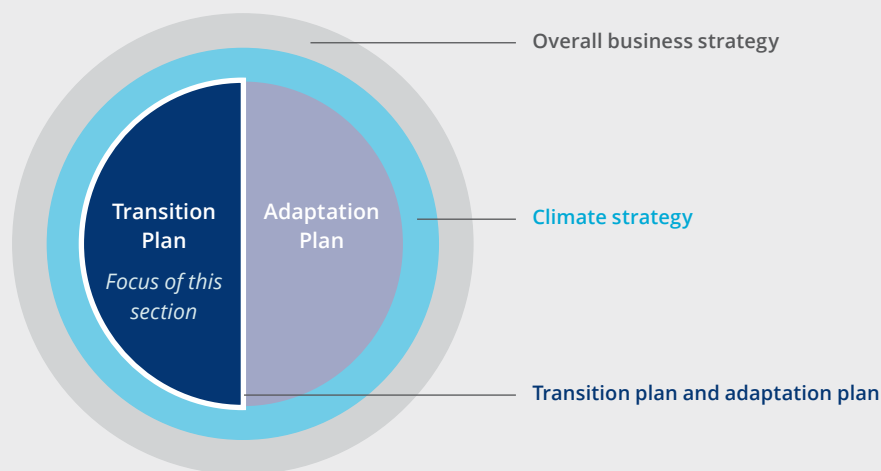 Overall business strategy
Transition
Plan
Focus of this
section
Adaptation
Plan
Climate strategy
Transition plan and adaptation plan